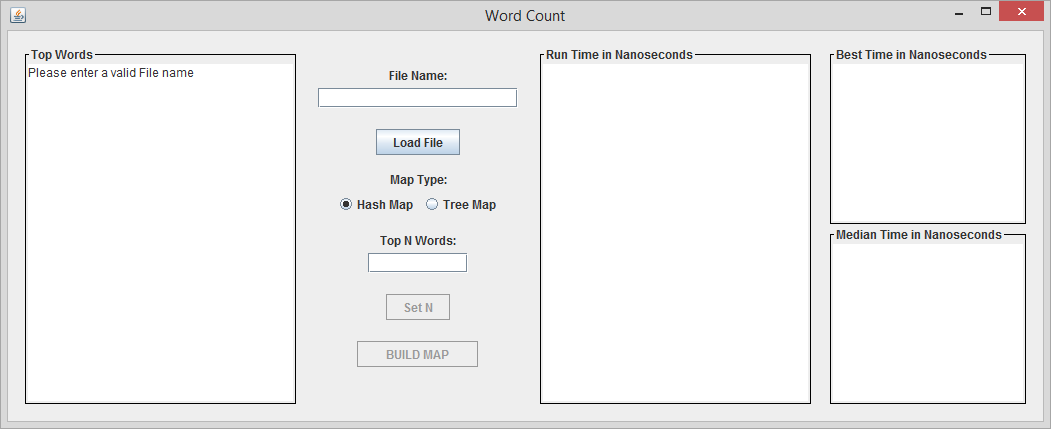 Word Count
Top Words
Please enter a valid File name
File Name:
Load File
Map Type:
Hash Map
Tree Map
Top N Words:
Set N
BUILD MAP
Run Time in Nanoseconds
Best Time in Nanoseconds
Median Time in Nanoseconds